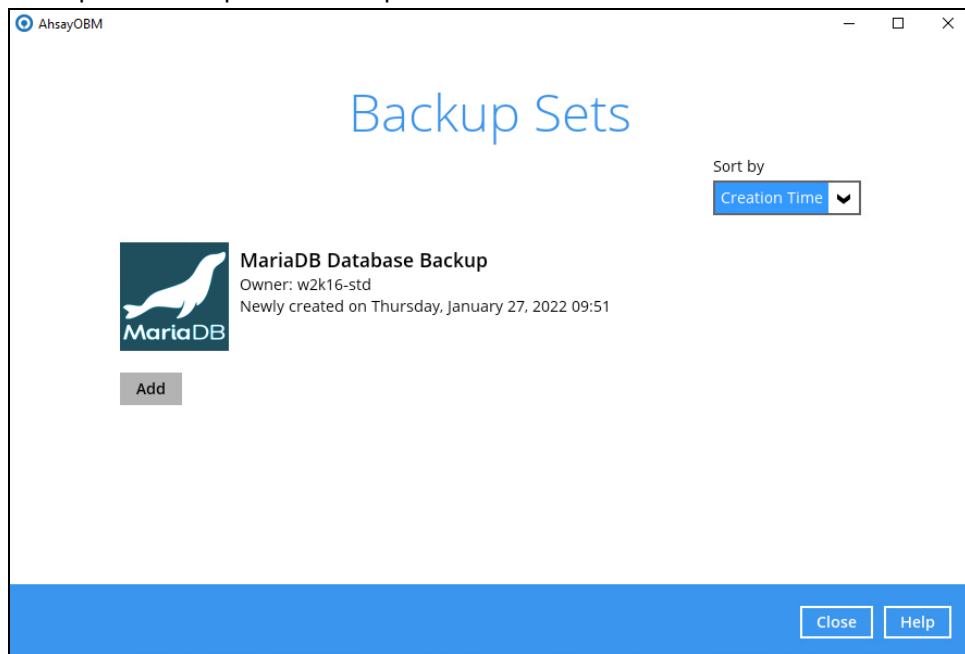 AhsayOBM
Backup Sets
Sort by
Creation Time
MariaDB Database Backup
Owner: w2k16-std
Newly created on Thursday, January 27, 2022 09:51
MariaDB
Add
Close
Help